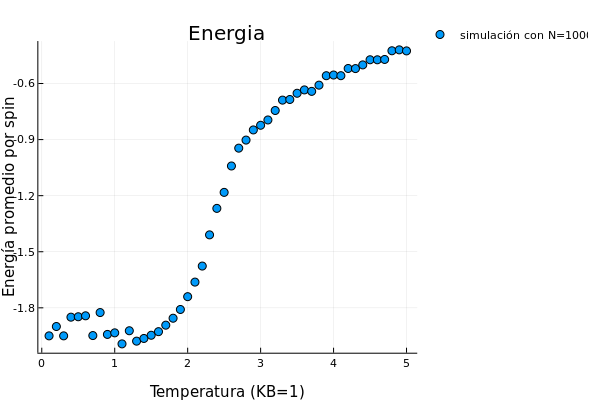 Energia
simulación con N=100
Energía promedio por spin
-0.6
-0.9
-1.2
-1.5
-1.8
0 1 2 3 4 5
Temperatura (KB=1)